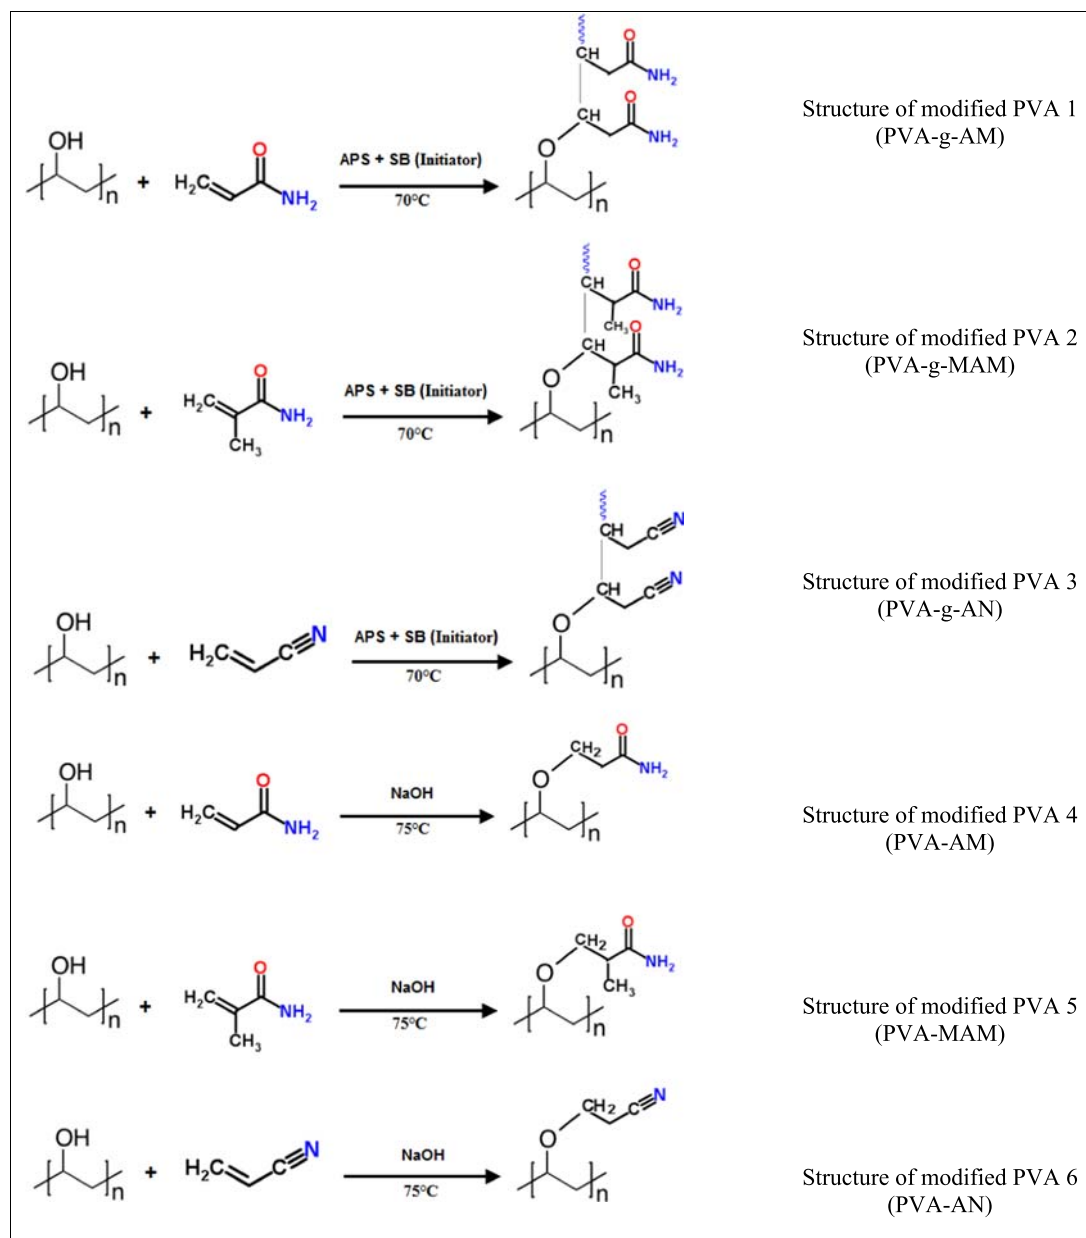 CH
O
NH2
CH
O
NH2
OH
O
[ ]n
+
H2C
O
NH2
APS + SB (Initiator)
70°C
[ ]n
Structure of modified PVA 1
(PVA-g-AM)
CH
O
NH2
CH3
CH
O
NH2
CH3
OH
O
[ ]n
+
H2C
O
NH2
CH3
APS + SB (Initiator)
70°C
[ ]n
Structure of modified PVA 2
(PVA-g-MAM)
CH
C
N
CH
C
N
OH
O
[ ]n
+
H2C
C
N
APS + SB (Initiator)
70°C
[ ]n
Structure of modified PVA 3
(PVA-g-AN)
CH2
O
NH2
OH
O
[ ]n
+
H2C
O
NH2
NaOH
75°C
[ ]n
Structure of modified PVA 4
(PVA-AM)
CH2
O
NH2
CH3
OH
O
[ ]n
+
H2C
O
NH2
CH3
NaOH
75°C
[ ]n
Structure of modified PVA 5
(PVA-MAM)
CH2
C
N
OH
O
[ ]n
+
H2C
C
N
NaOH
75°C
[ ]n
Structure of modified PVA 6
(PVA-AN)